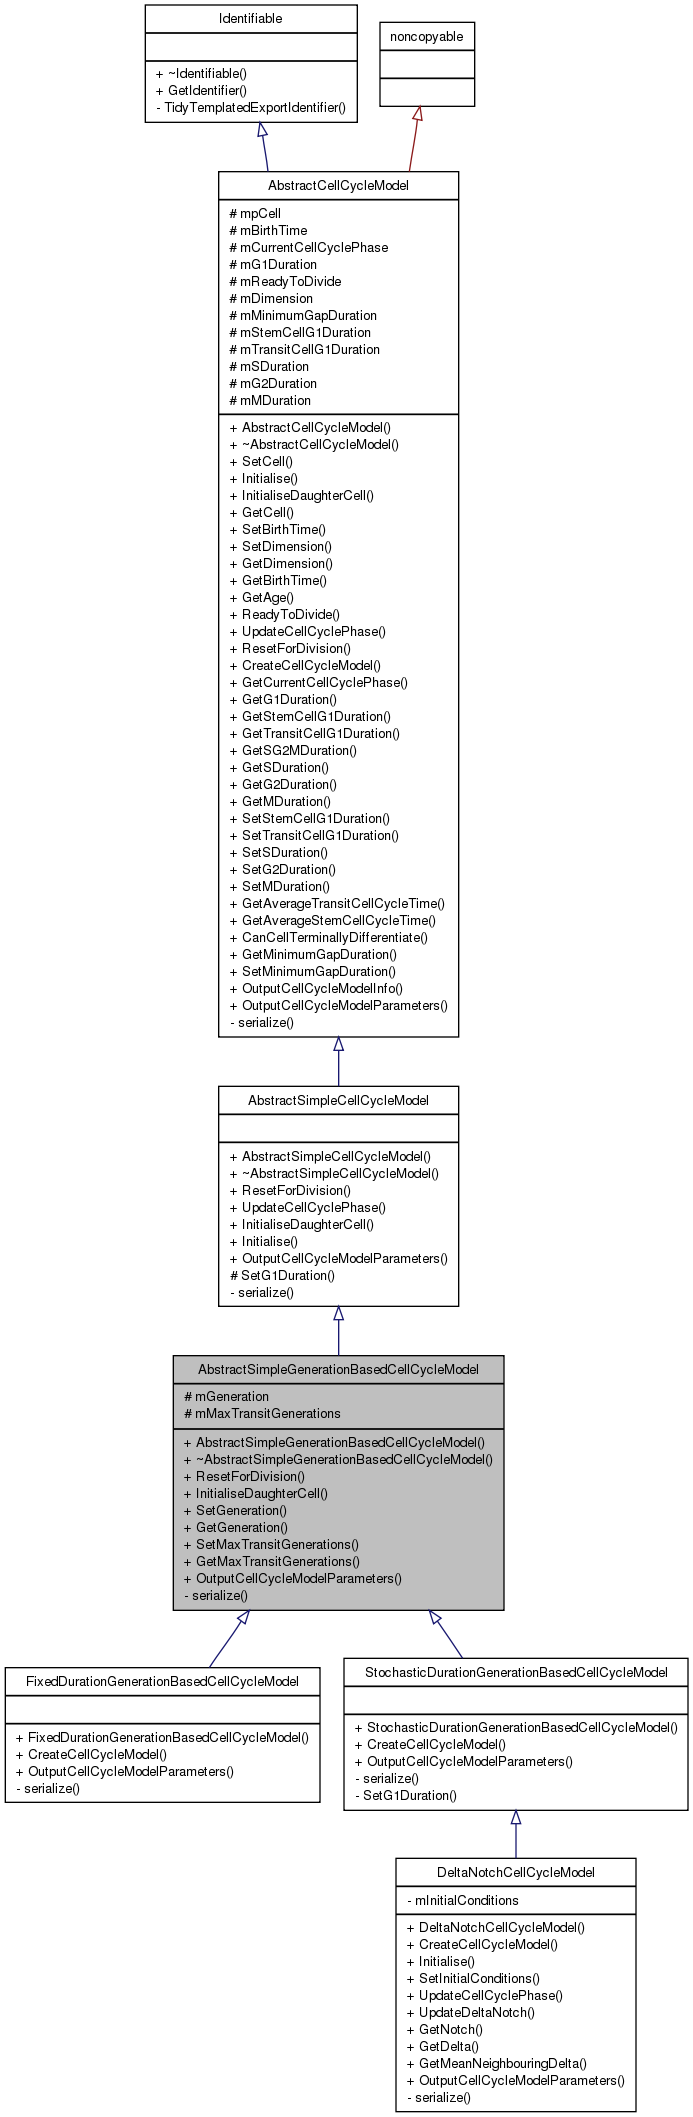 Identifiable
+ ~Identifiable()
+ GetIdentifier()
- TidyTemplatedExportIdentifier()
noncopyable
AbstractCellCycleModel
# mpCell
# mBirthTime
# mCurrentCellCyclePhase
# mG1Duration
# mReadyToDivide
# mDimension
# mMinimumGapDuration
# mStemCellG1Duration
# mTransitCellG1Duration
# mSDuration
# mG2Duration
# mMDuration
+ AbstractCellCycleModel()
+ ~AbstractCellCycleModel()
+ SetCell()
+ Initialise()
+ InitialiseDaughterCell()
+ GetCell()
+ SetBirthTime()
+ SetDimension()
+ GetDimension()
+ GetBirthTime()
+ GetAge()
+ ReadyToDivide()
+ UpdateCellCyclePhase()
+ ResetForDivision()
+ CreateCellCycleModel()
+ GetCurrentCellCyclePhase()
+ GetG1Duration()
+ GetStemCellG1Duration()
+ GetTransitCellG1Duration()
+ GetSG2MDuration()
+ GetSDuration()
+ GetG2Duration()
+ GetMDuration()
+ SetStemCellG1Duration()
+ SetTransitCellG1Duration()
+ SetSDuration()
+ SetG2Duration()
+ SetMDuration()
+ GetAverageTransitCellCycleTime()
+ GetAverageStemCellCycleTime()
+ CanCellTerminallyDifferentiate()
+ GetMinimumGapDuration()
+ SetMinimumGapDuration()
+ OutputCellCycleModelInfo()
+ OutputCellCycleModelParameters()
- serialize()
AbstractSimpleCellCycleModel
+ AbstractSimpleCellCycleModel()
+ ~AbstractSimpleCellCycleModel()
+ ResetForDivision()
+ UpdateCellCyclePhase()
+ InitialiseDaughterCell()
+ Initialise()
+ OutputCellCycleModelParameters()
# SetG1Duration()
- serialize()
AbstractSimpleGenerationBasedCellCycleModel
# mGeneration
# mMaxTransitGenerations
+ AbstractSimpleGenerationBasedCellCycleModel()
+ ~AbstractSimpleGenerationBasedCellCycleModel()
+ ResetForDivision()
+ InitialiseDaughterCell()
+ SetGeneration()
+ GetGeneration()
+ SetMaxTransitGenerations()
+ GetMaxTransitGenerations()
+ OutputCellCycleModelParameters()
- serialize()
FixedDurationGenerationBasedCellCycleModel
+ FixedDurationGenerationBasedCellCycleModel()
+ CreateCellCycleModel()
+ OutputCellCycleModelParameters()
- serialize()
StochasticDurationGenerationBasedCellCycleModel
+ StochasticDurationGenerationBasedCellCycleModel()
+ CreateCellCycleModel()
+ OutputCellCycleModelParameters()
- serialize()
- SetG1Duration()
DeltaNotchCellCycleModel
- mInitialConditions
+ DeltaNotchCellCycleModel()
+ CreateCellCycleModel()
+ Initialise()
+ SetInitialConditions()
+ UpdateCellCyclePhase()
+ UpdateDeltaNotch()
+ GetNotch()
+ GetDelta()
+ GetMeanNeighbouringDelta()
+ OutputCellCycleModelParameters()
- serialize()